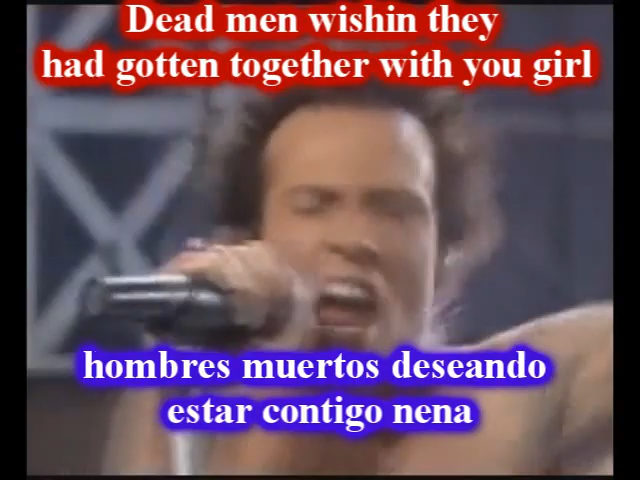 Dead men wishin they
had gotten together with you girl
hombres muertos deseando
estar contigo nena